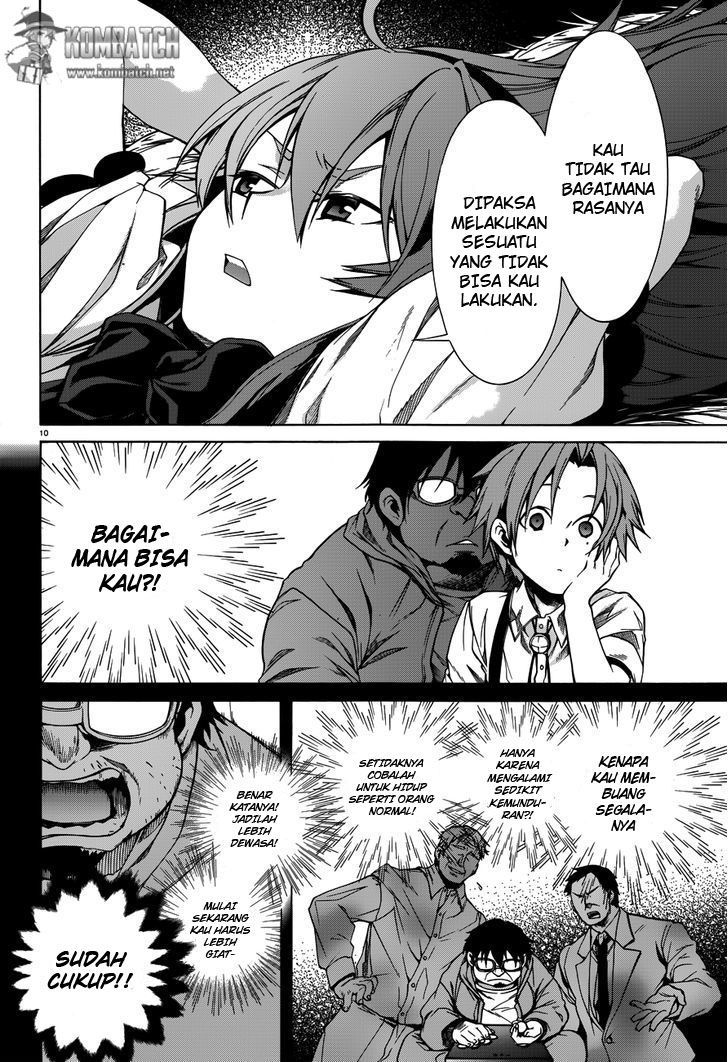 KOMBATCH
www.kombatch.net
KAU
TIDAK TAU
BAGAIMANA
RASANYA
DIPAKSA
MELAKUKAN
SESUATU
YANG TIDAK
BISA KAU
LAKUKAN.
10
BAGAI-
MANA BISA
KAU?!
KENAPA
KAU MEM-
BUANG
SEGALA-
NYA
HANYA
KARENA
MENGALAMI
SEDIKIT
KEMUNDU-
RAN?!
SETIDAKNYA
COBALAH
UNTUK HIDUP
SEPERTI ORANG
NORMAL!
BENAR
KATANYA!
JADILAH
LEBIH
DEWASA!
MULAI
SEKARANG
KAU HARUS
LEBIH
GIAT-
SUDAH
CUKUP!!